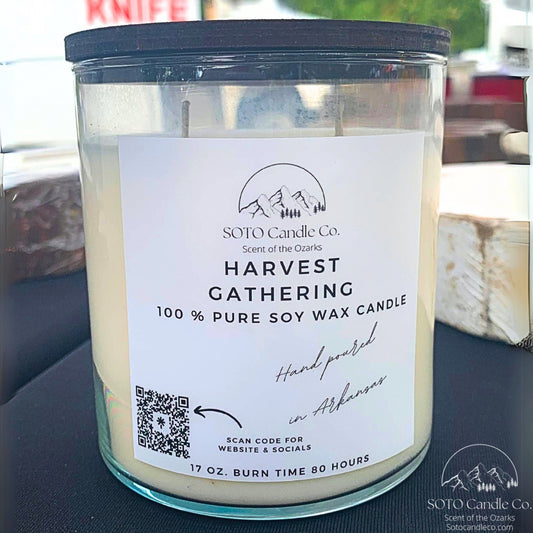 KNIFE
SOTO Candle Co.
Scent of the Ozarks
HARVEST
GATHERING
100 % PURE SOY WAX CANDLE
Hand poured
in Arkansas
SCAN CODE FOR
WEBSITE & SOCIALS
17 OZ. BURN TIME 80 HOURS
SOTO Candle Co.
Scent of the Ozarks
Sotocandleco.com